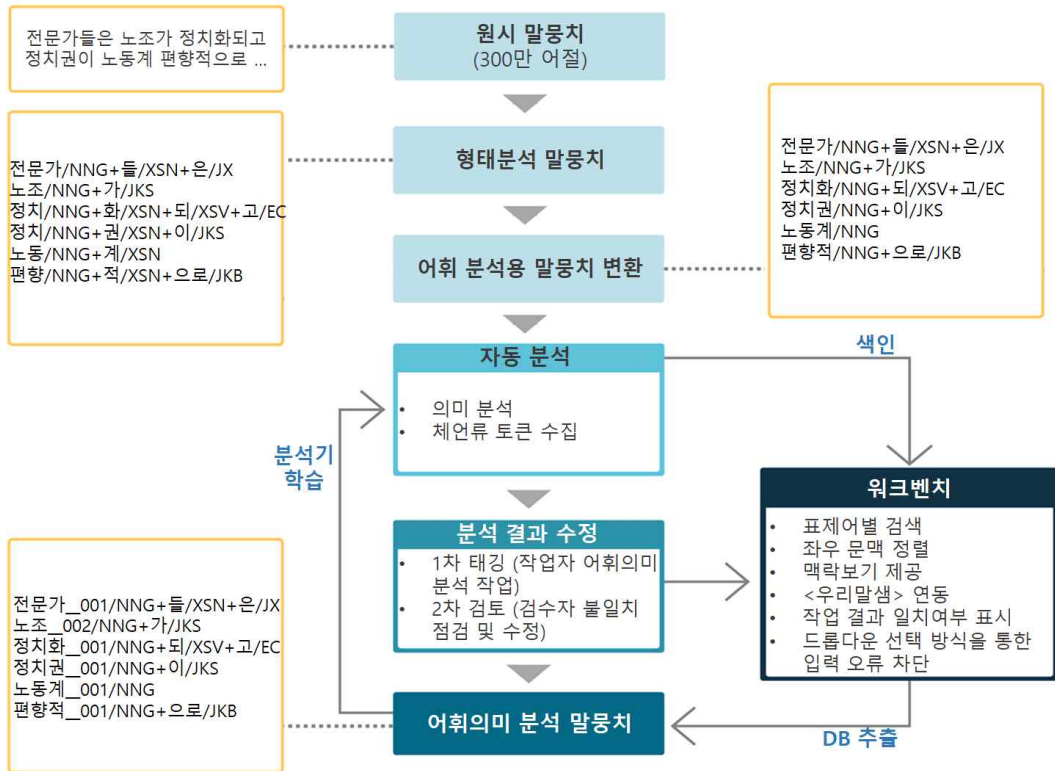 전문가들은 노조가 정치화되고
정치권이 노동계 편향적으로 ...
원시 말뭉치
(300만 어절)
전문가/NNG+들/XSN+은/JX
노조/NNG+가/JKS
정치/NNG+화/XSN+되/XSV+고/EC
정치/NNG+권/XSN+이/JKS
노동/NNG+계/XSN
편향/NNG+적/XSN+으로/JKB
형태분석 말뭉치
전문가/NNG+들/XSN+은/JX
노조/NNG+가/JKS
정치화/NNG+되/XSV+고/EC
정치권/NNG+이/JKS
노동계/NNG
편향적/NNG+으로/JKB
어휘 분석용 말뭉치 변환
자동 분석
• 의미 분석
• 체언류 토큰 수집
색인
분석기
학습
워크벤치
• 표제어별 검색
• 좌우 문맥 정렬
• 맥락보기 제공
• <우리말샘> 연동
• 작업 결과 일치여부 표시
• 드롭다운 선택 방식을 통한
입력 오류 차단
분석 결과 수정
• 1차 태깅 (작업자 어휘의미
분석 작업)
• 2차 검토 (검수자 불일치
점검 및 수정)
전문가__001/NNG+들/XSN+은/JX
노조__002/NNG+가/JKS
정치화__001/NNG+되/XSV+고/EC
정치권__001/NNG+이/JKS
노동계__001/NNG
편향적__001/NNG+으로/JKB
어휘의미 분석 말뭉치
DB 추출